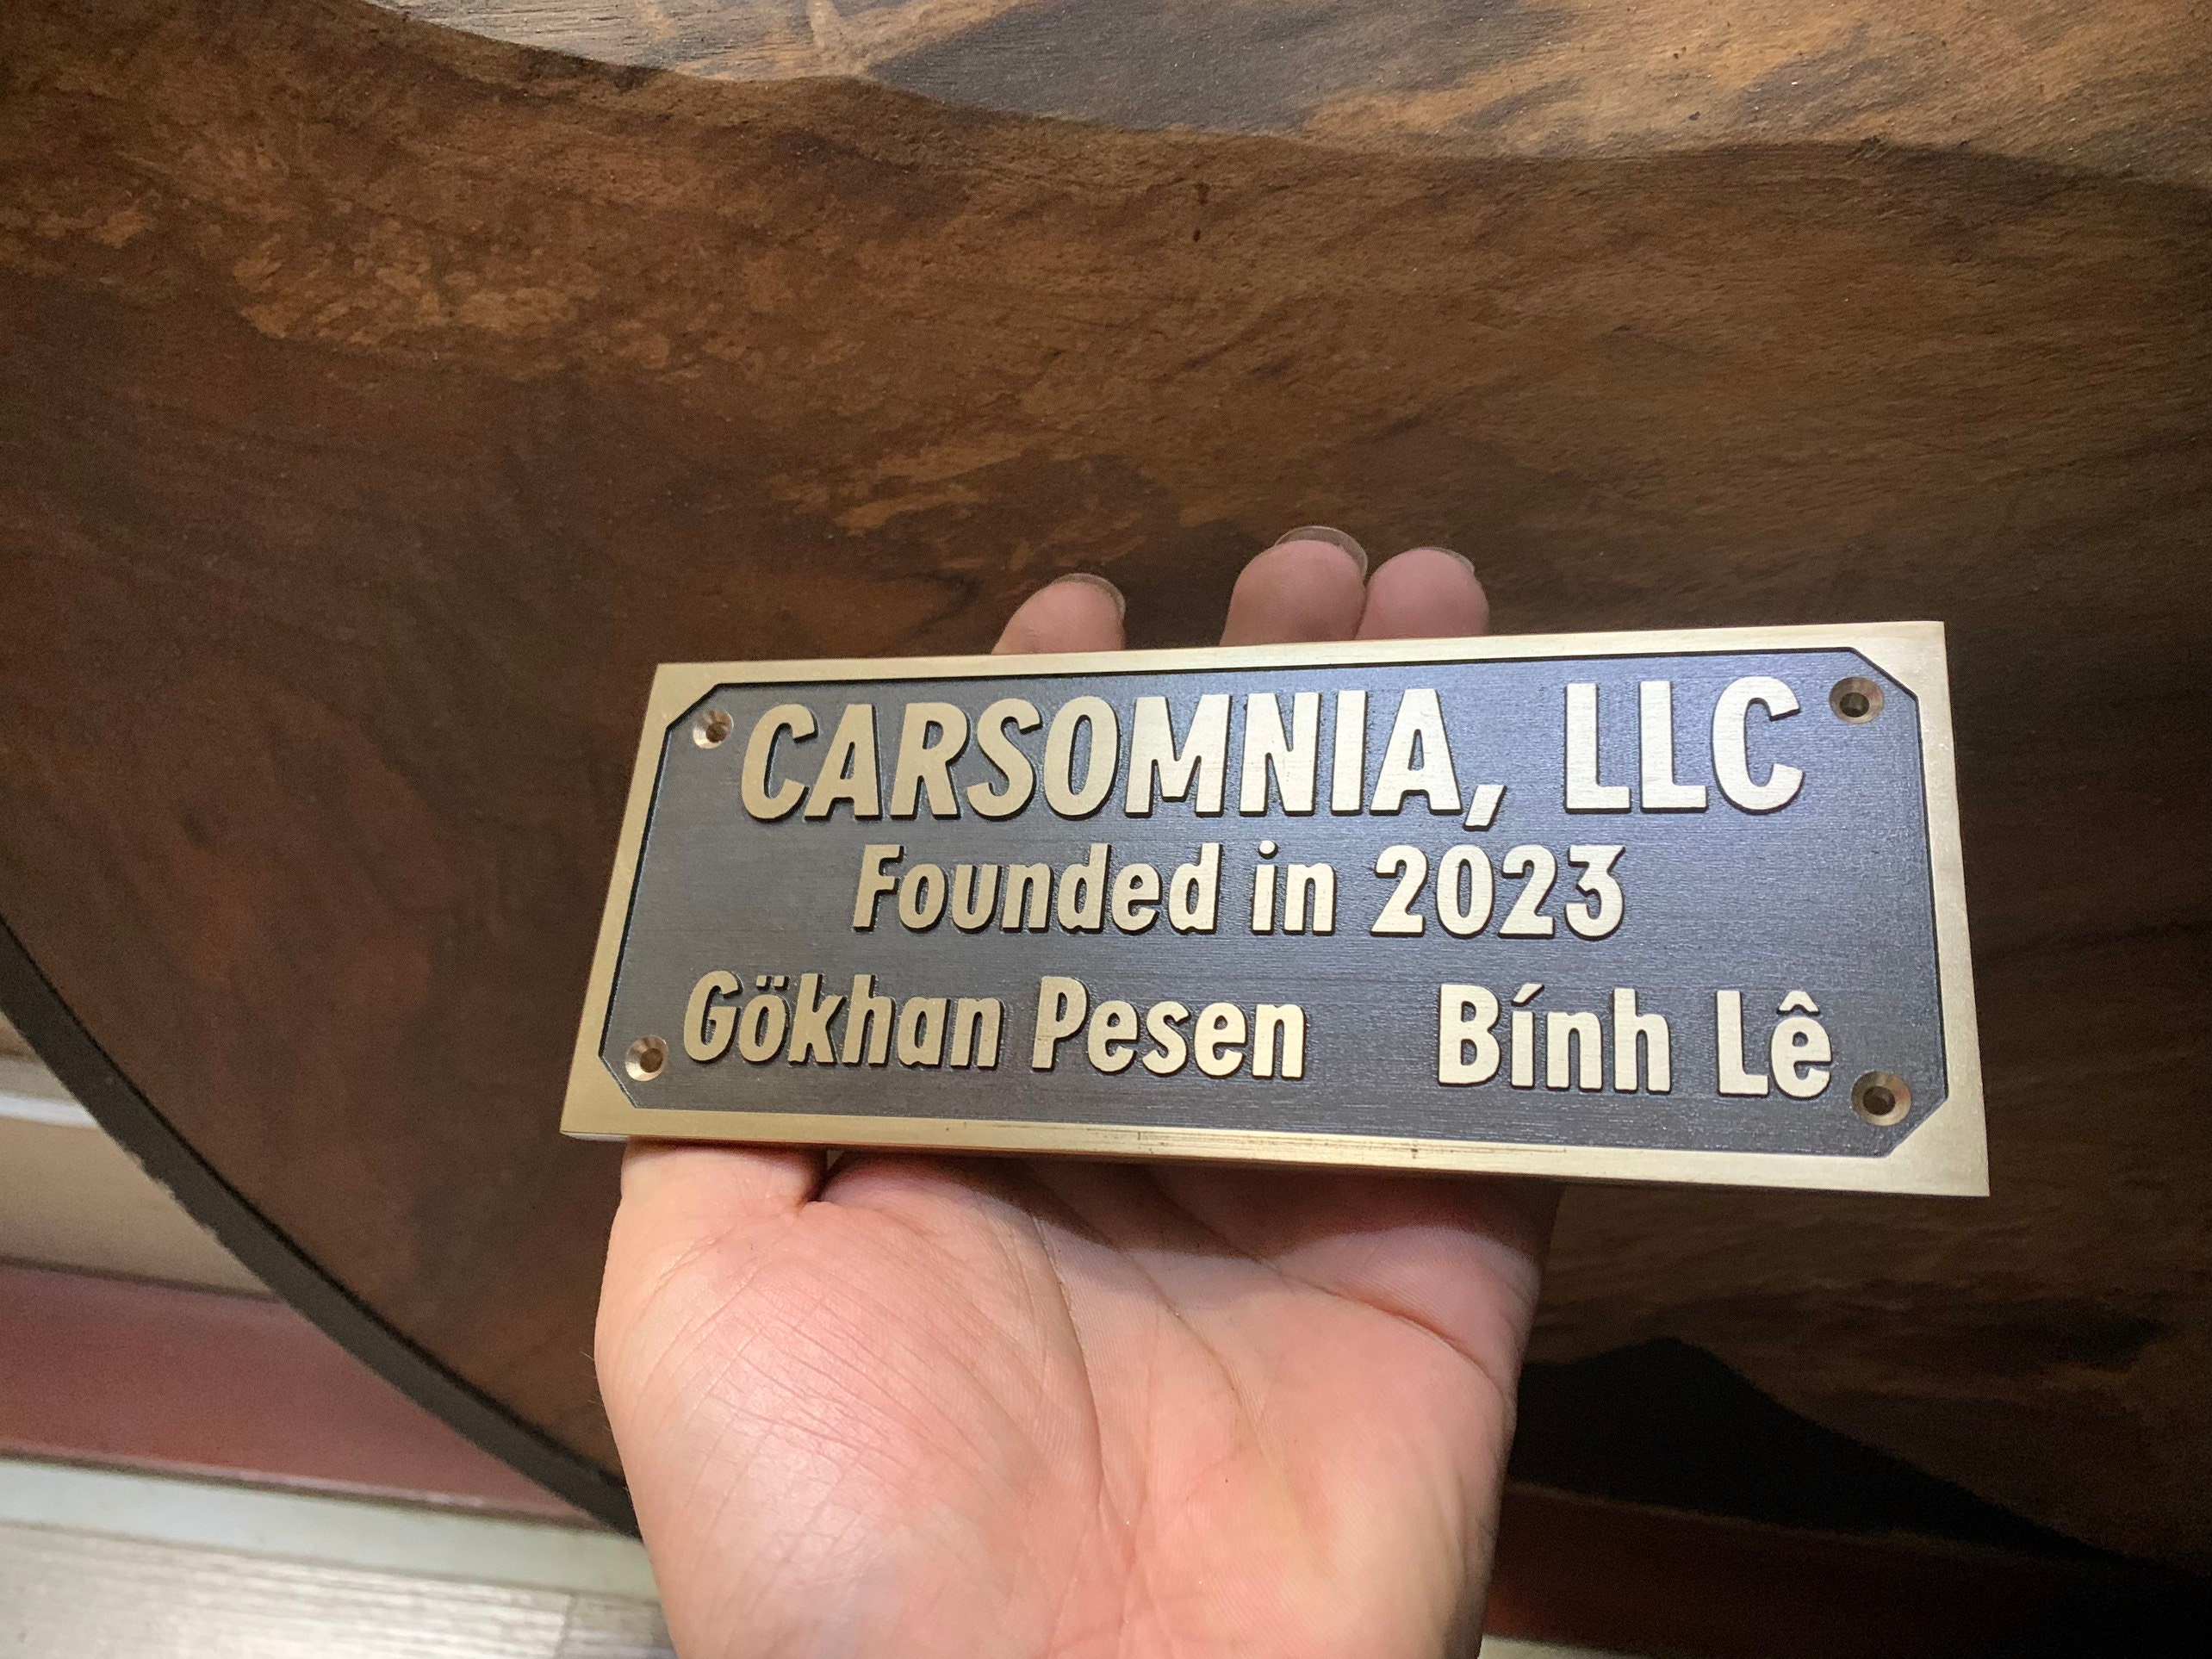 CARSOMNIA, LLC
Founded in 2023
Gökhan Pesen Bính Lê